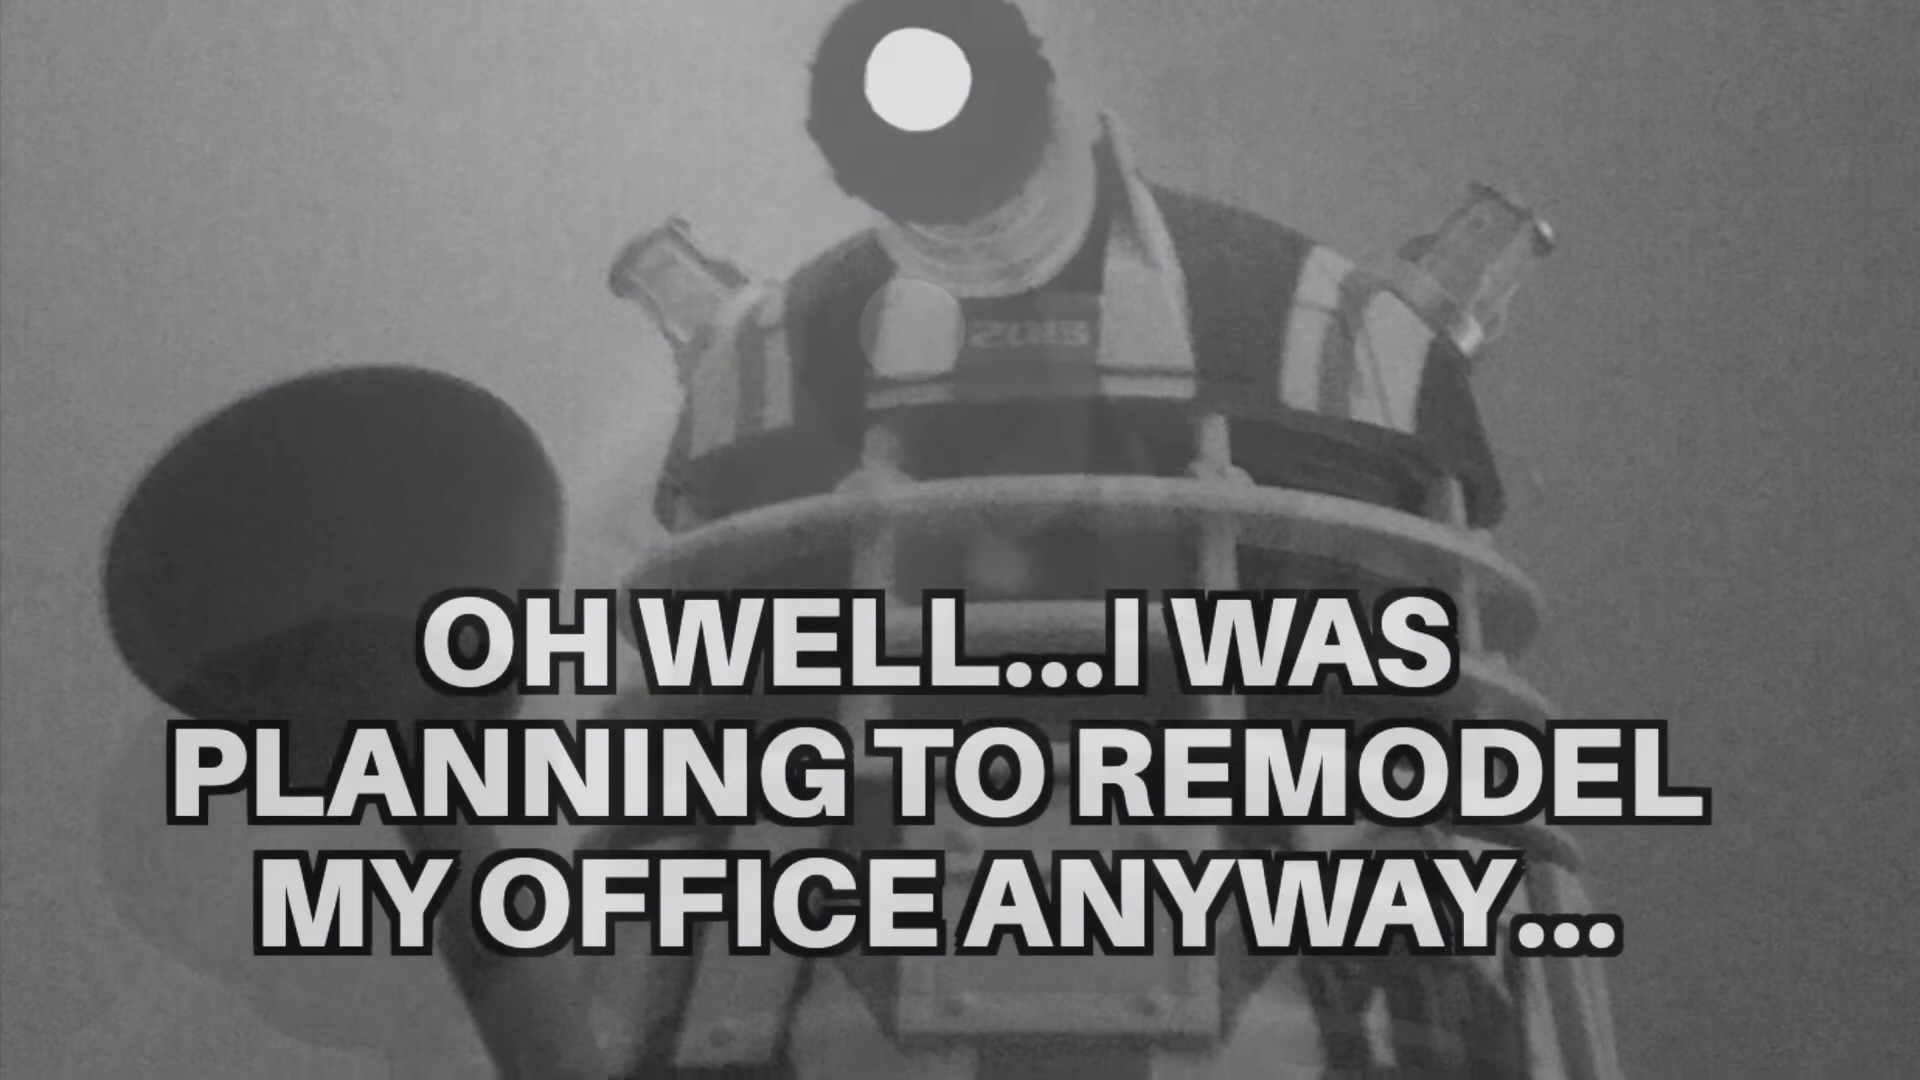 OH WELL...I WAS
PLANNING TO REMODEL
MY OFFICE ANYWAY...